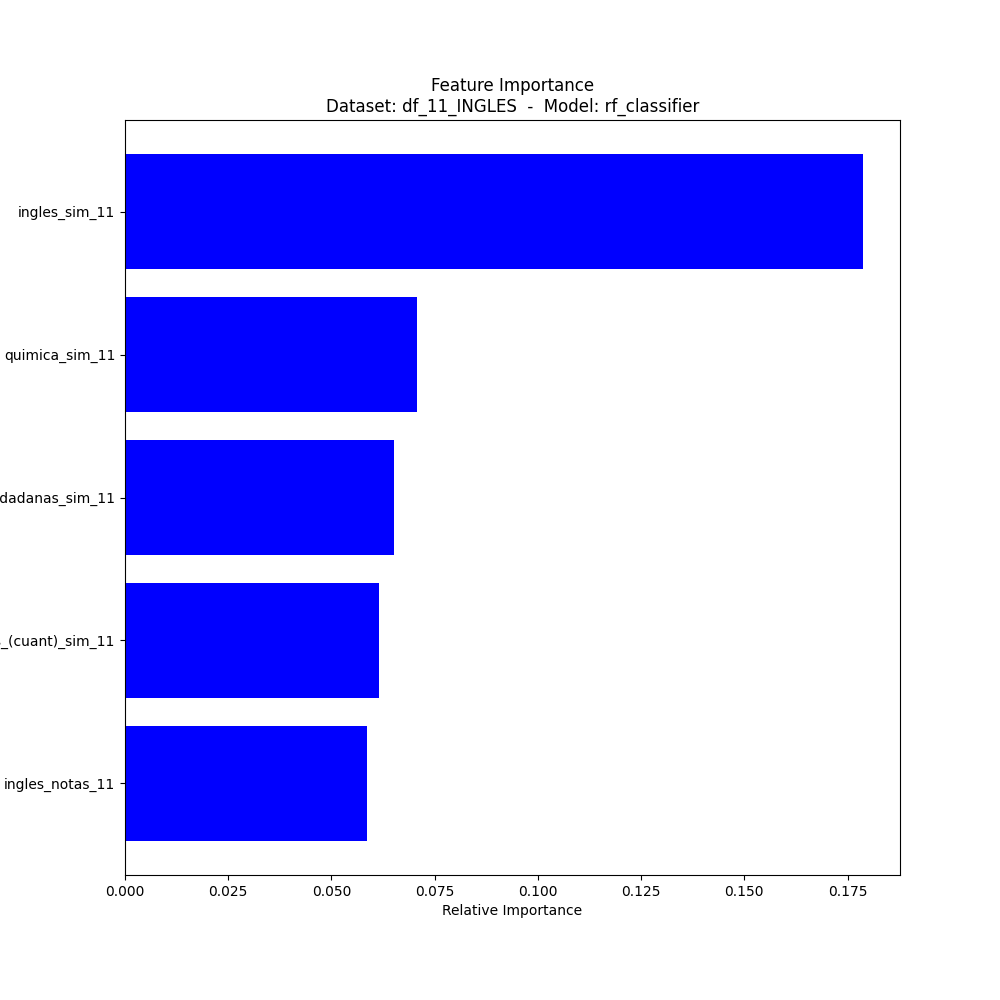 Feature Importance
Dataset: df_11_INGLES - Model: rf_classifier
ingles_sim_11
quimica_sim_11
dadanas_sim_11
_(cuant)_sim_11
ingles_notas_11
0.000 0.025 0.050 0.075 0.100 0.125 0.150 0.175
Relative Importance